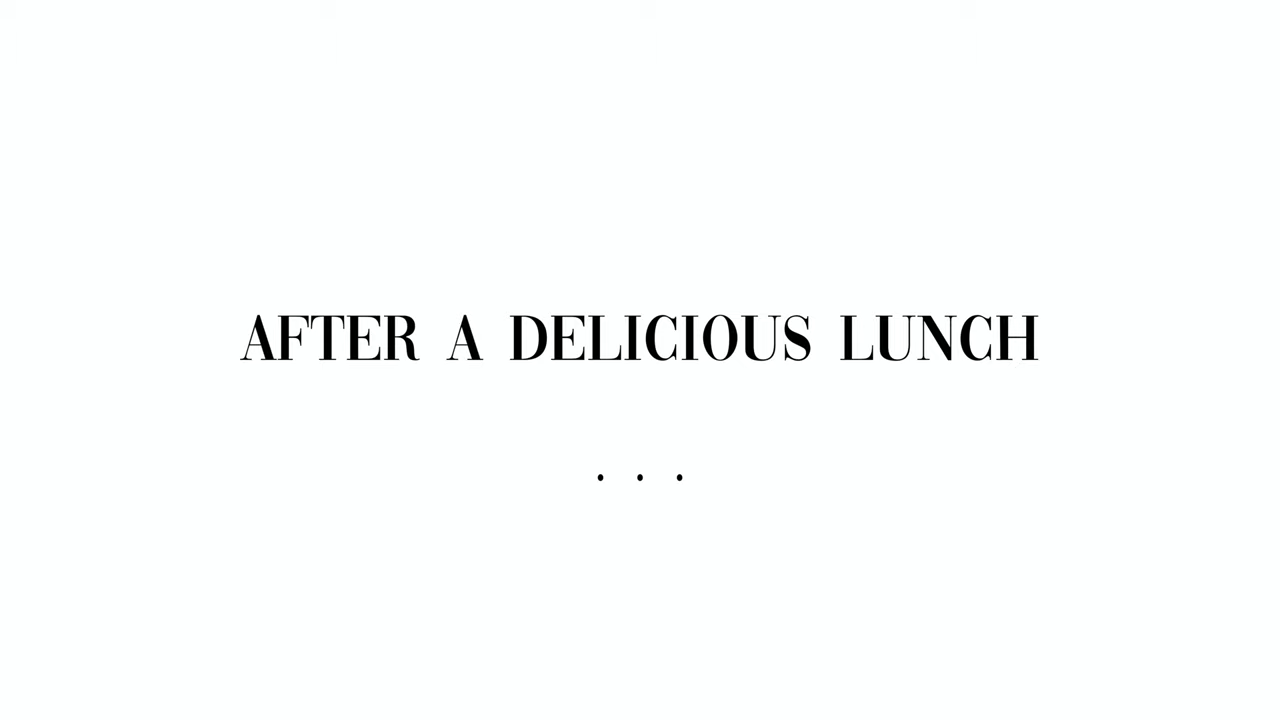 AFTER A DELICIOUS LUNCH
. . .